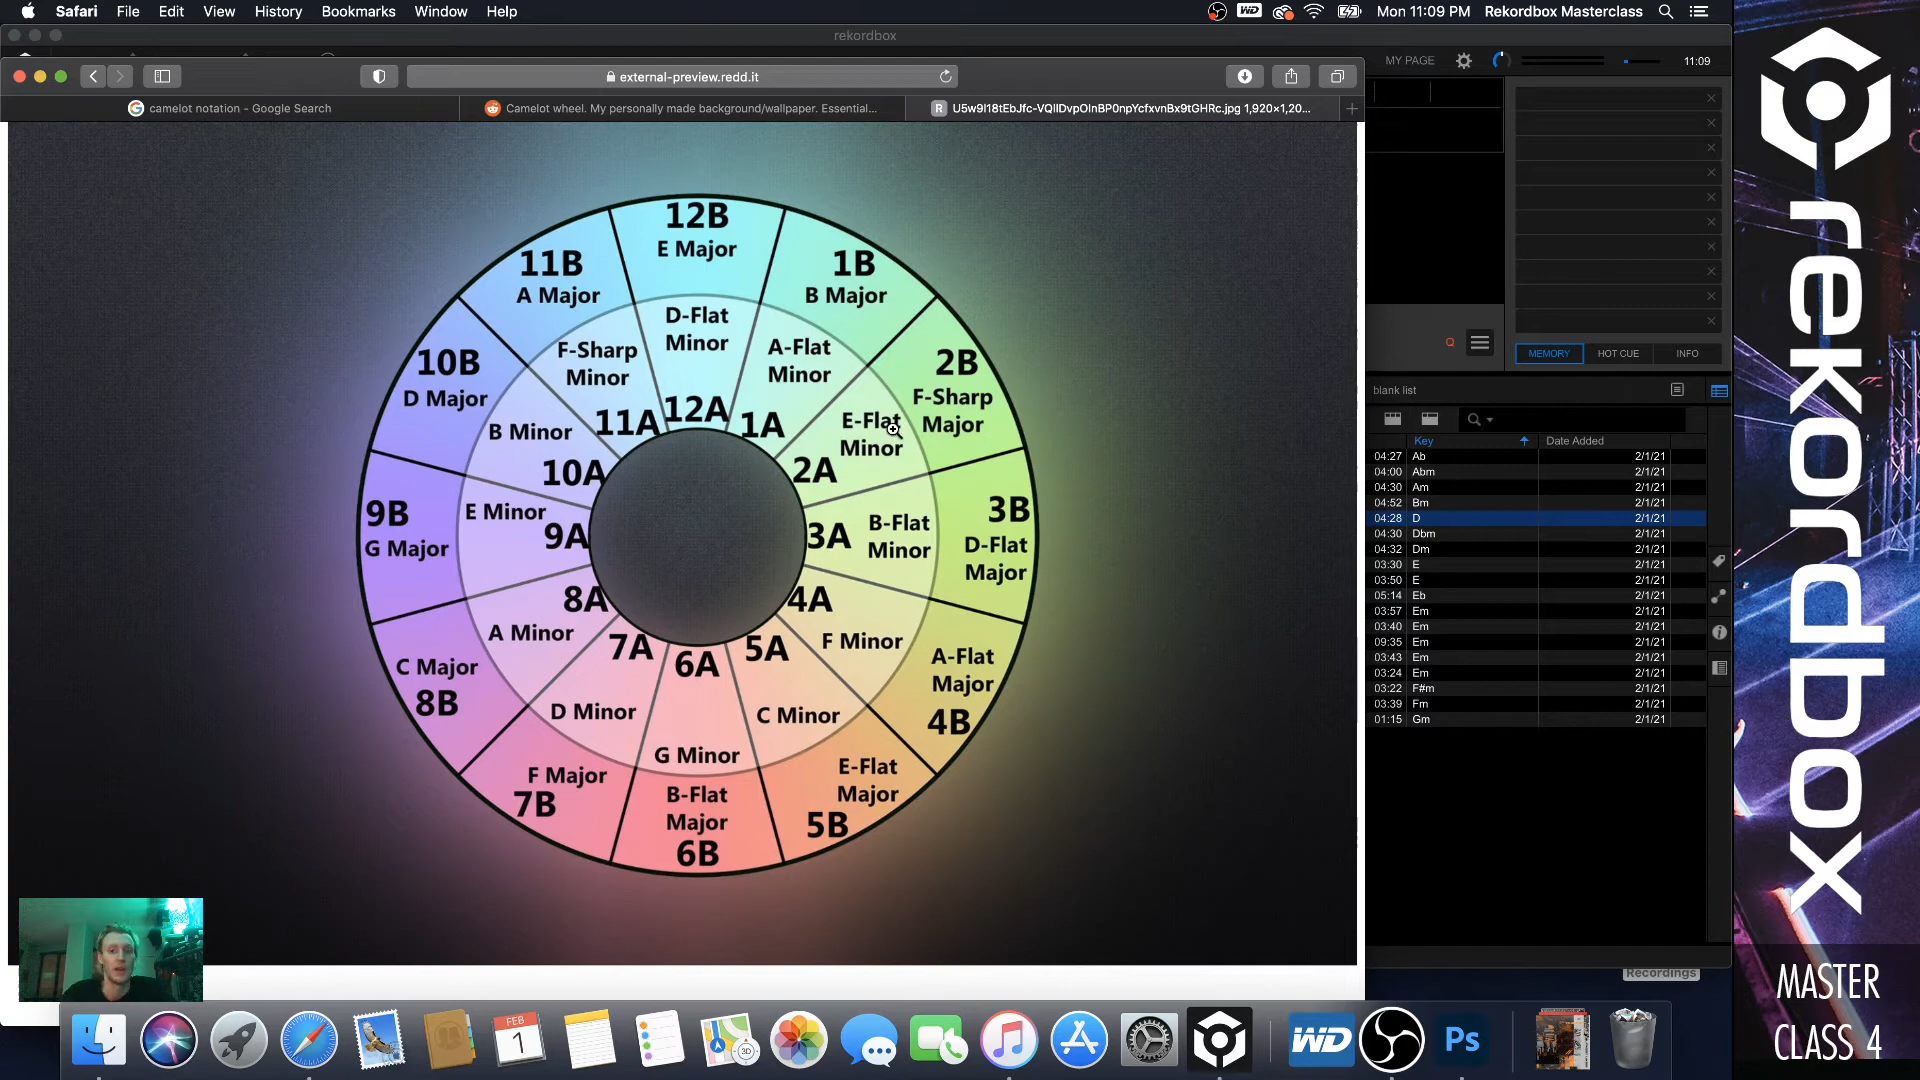 Safari File Edit View History Bookmarks Window Help
WD Mon 11:09 PM Rekordbox Masterclass
rekordbox
MY PAGE 11:09
external-preview.redd.it
camelot notation - Google Search
Camelot wheel. My personally made background/wallpaper. Essential...
12B
E Major
1B
B Major
2B
F-Sharp
Major
3B
D-Flat
Major
A-Flat
Major
4B
E-Flat
Major
5B
B-Flat
Major
6B
F Major
7B
C Major
8B
9B
G Major
10B
D Major
11B
A Major
D-Flat
Minor
12A
A-Flat
Minor
1A
E-Flat
Minor
2A
3A
B-Flat
Minor
4A
F Minor
5A
C Minor
6A
G Minor
7A
D Minor
8A
A Minor
E Minor
9A
B Minor
10A
F-Sharp
Minor
11A
Q
MEMORY HOT CUE INFO
blank list
Key Date Added
04:27 Ab 2/1/21
04:00 Abm 2/1/21
04:30 Am 2/1/21
04:52 Bm 2/1/21
04:28 D 2/1/21
04:30 Dbm 2/1/21
04:32 Dm 2/1/21
03:30 E 2/1/21
03:50 E 2/1/21
05:14 Eb 2/1/21
03:57 Em 2/1/21
03:40 Em 2/1/21
09:35 Em 2/1/21
03:43 Em 2/1/21
03:24 Em 2/1/21
03:22 F#m 2/1/21
03:39 Fm 2/1/21
01:15 Gm 2/1/21
Recordings
FEB
1
3D
WD
Ps
rekordbox
MASTER
CLASS 4